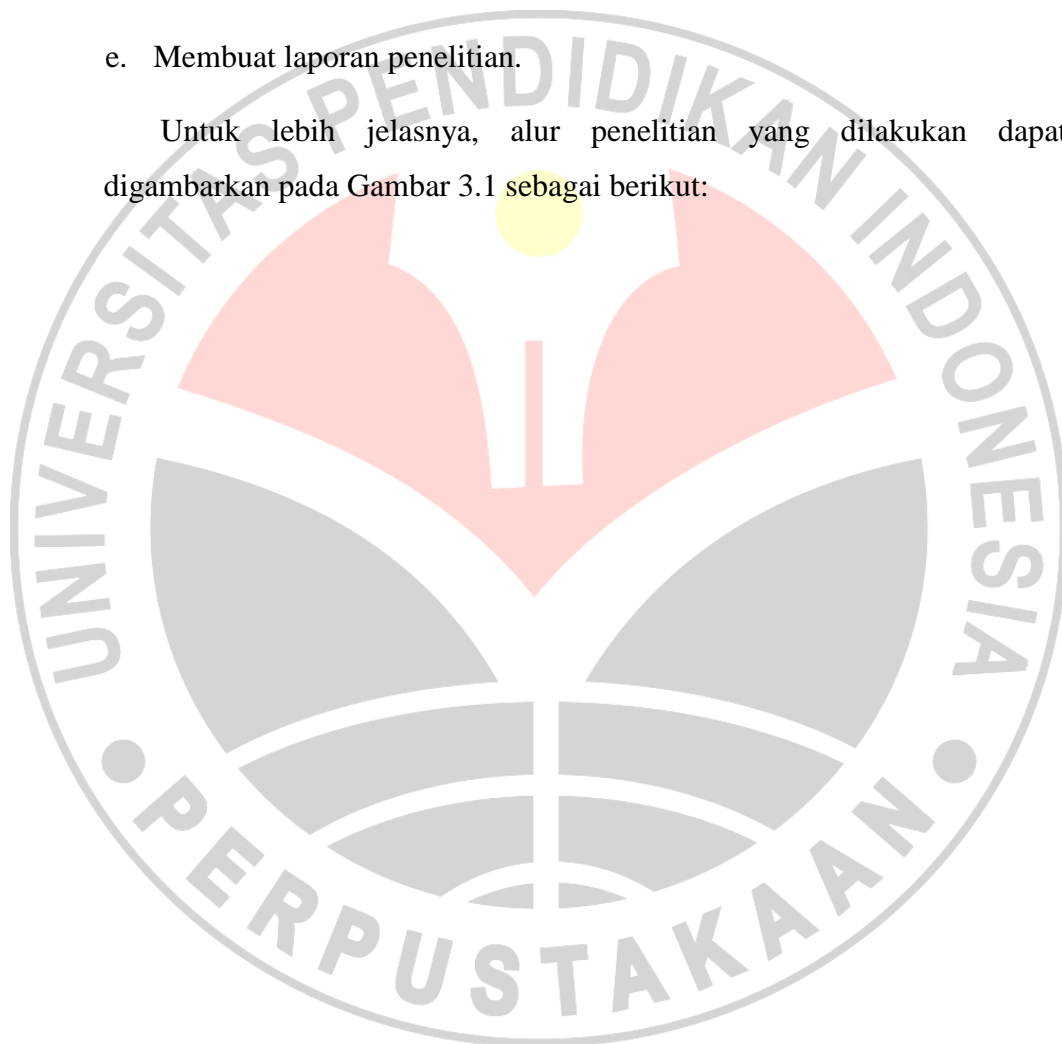 e. Membuat laporan penelitian.
Untuk lebih jelasnya, alur penelitian yang dilakukan dapat
digambarkan pada Gambar 3.1 sebagai berikut:
UNIVERSITAS PENDIDIKAN INDONESIA
PERPUSTAKAAN